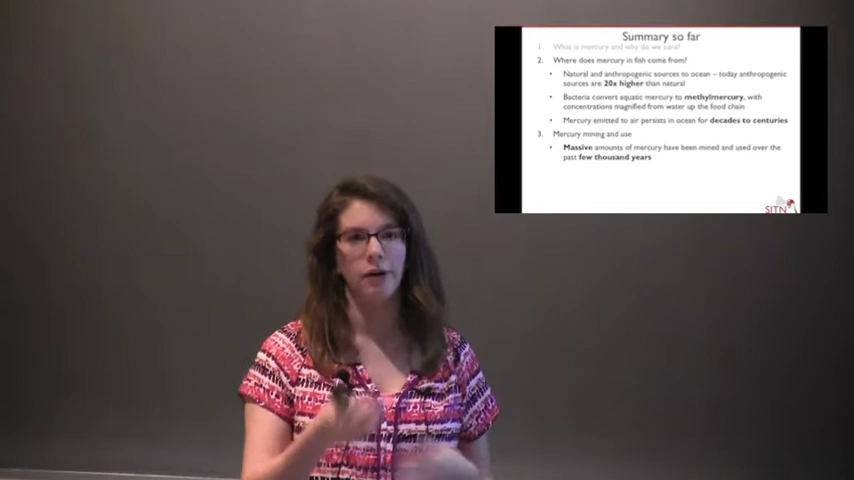 Summary so far
1. What is mercury and why do we care?
2. Where does mercury in fish come from?
• Natural and anthropogenic sources to ocean – today anthropogenic
sources are 20x higher than natural
• Bacteria convert aquatic mercury to methylmercury, with
concentrations magnified from water up the food chain
• Mercury emitted to air persists in ocean for decades to centuries
3. Mercury mining and use
• Massive amounts of mercury have been mined and used over the
past few thousand years
SITN